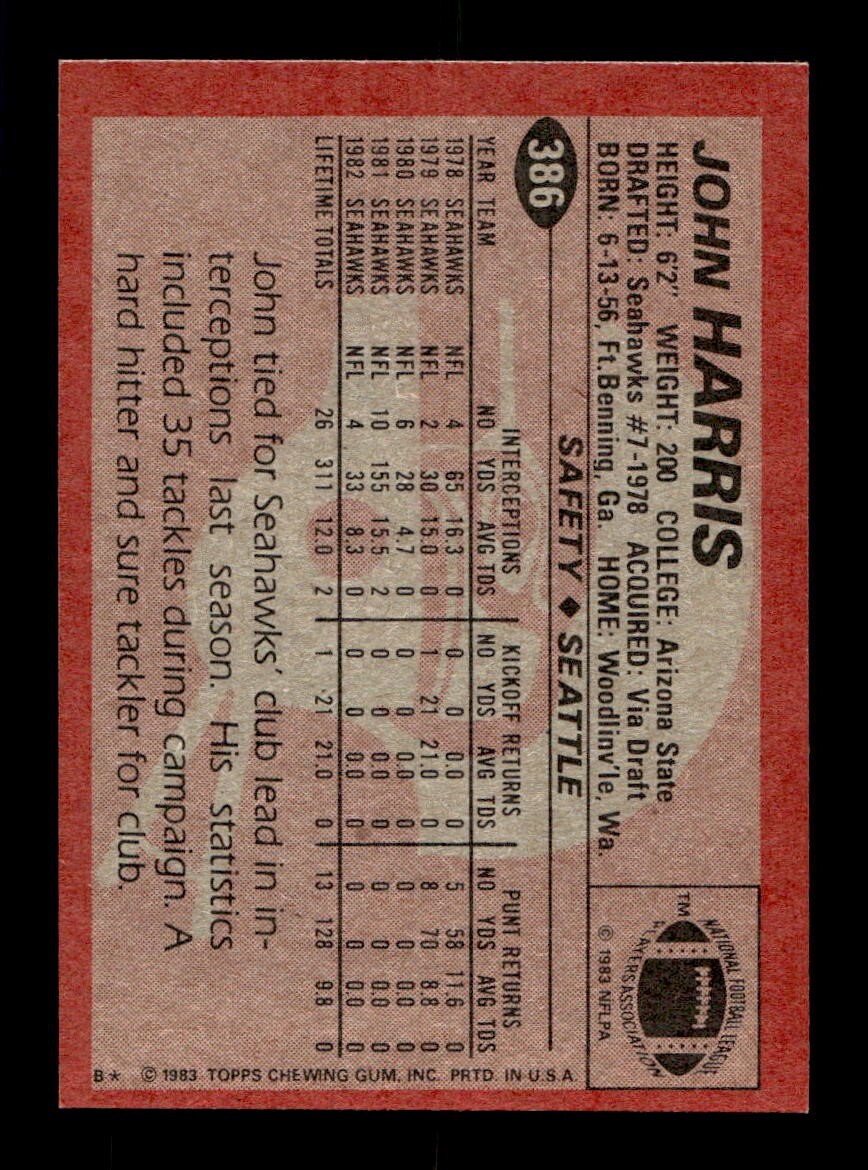 JOHN HARRIS
HEIGHT: 6'2" WEIGHT: 200 COLLEGE: Arizona State
DRAFTED: Seahawks #7-1978 ACQUIRED: Via Draft
BORN: 6-13-56, Ft.Benning, Ga. HOME: Woodlinv'le, Wa.
NATIONAL FOOTBALL LEAGUE
PLAYERS ASSOCIATION
TM
© 1983 NFLPA
386
SAFETY ♦ SEATTLE
INTERCEPTIONS KICKOFF RETURNS PUNT RETURNS
YEAR TEAM NO YDS AVG TDS NO YDS AVG TDS NO YDS AVG TDS
1978 SEAHAWKS NFL 4 65 16.3 0 0 0 0.0 0 5 58 11.6 0
1979 SEAHAWKS NFL 2 30 15.0 0 1 21 21.0 0 8 70 8.8 0
1980 SEAHAWKS NFL 6 28 4.7 0 0 0 0.0 0 0 0 0.0 0
1981 SEAHAWKS NFL 10 155 15.5 2 0 0 0.0 0 0 0 0.0 0
1982 SEAHAWKS NFL 4 33 8.3 0 0 0 0.0 0 0 0 0.0 0
LIFETIME TOTALS 26 311 12.0 2 1 21 21.0 0 13 128 9.8 0
John tied for Seahawks' club lead in in-
terceptions last season. His statistics
included 35 tackles during campaign. A
hard hitter and sure tackler for club.
B* © 1983 TOPPS CHEWING GUM, INC. PRTD. IN U.S.A.